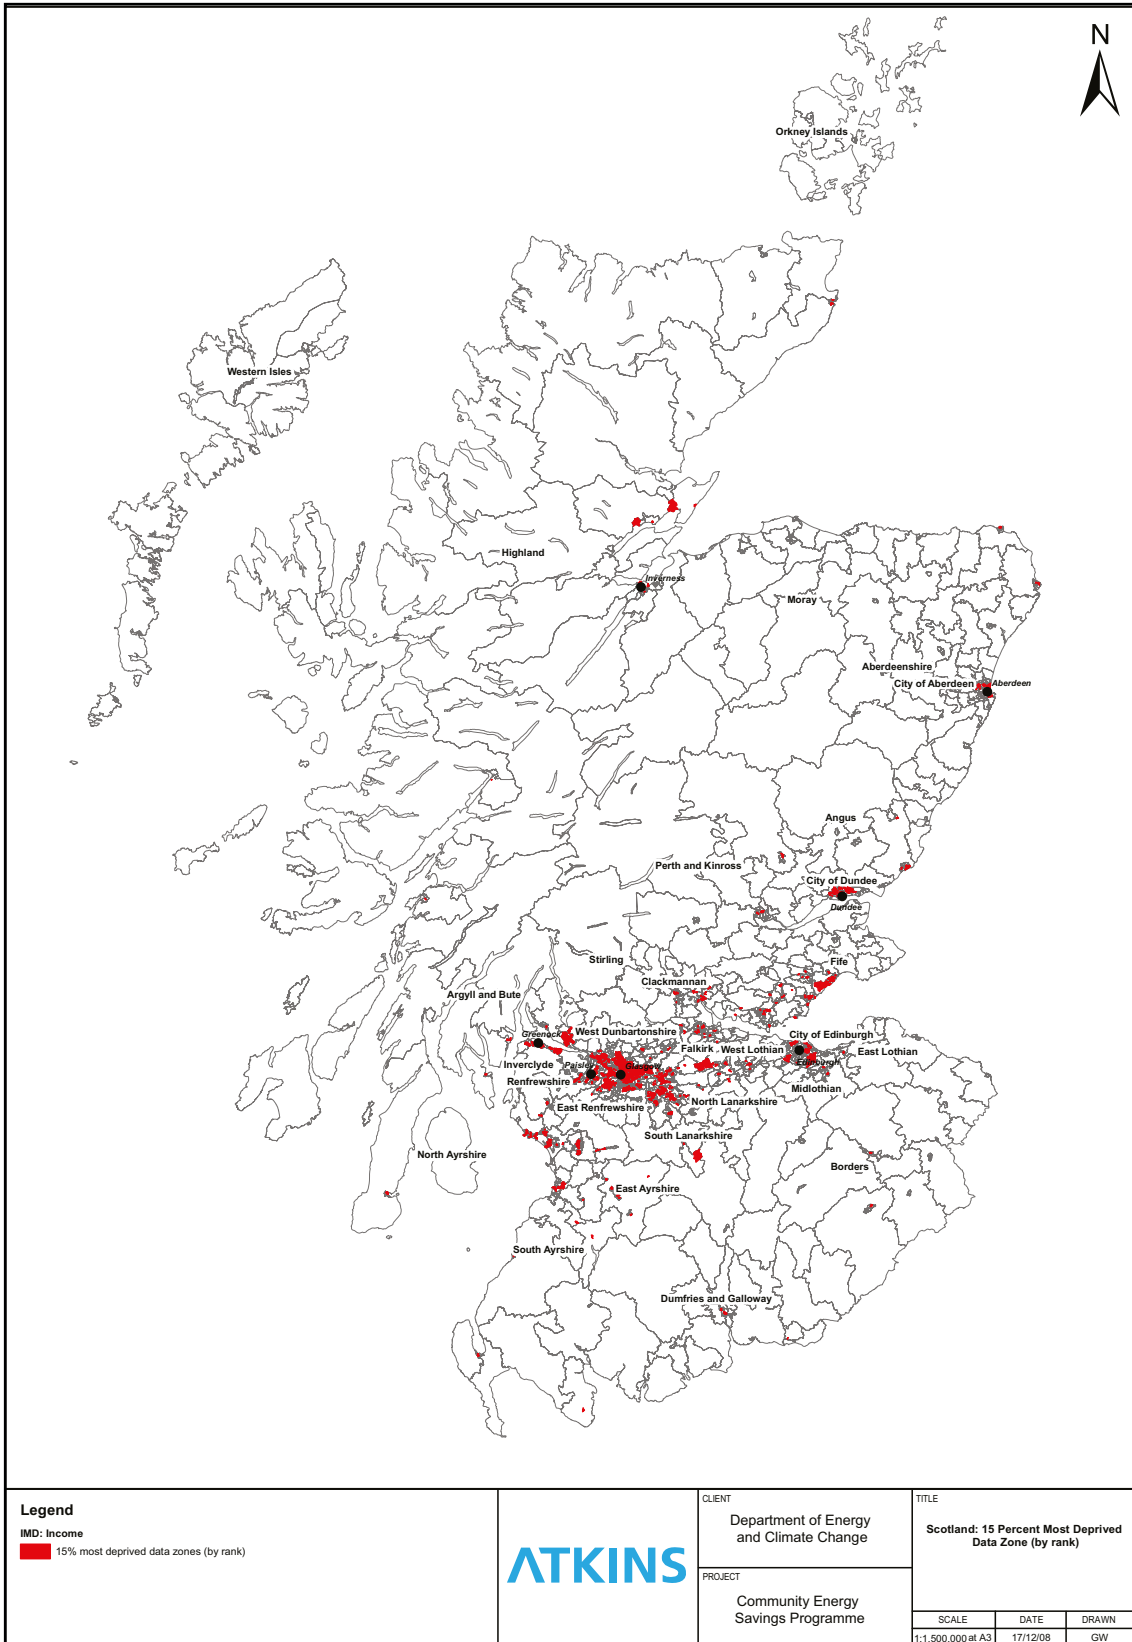 N
Orkney Islands
Western Isles
Highland
Inverness
Moray
Aberdeenshire
City of Aberdeen
Aberdeen
Angus
Perth and Kinross
City of Dundee
Dundee
Stirling
Fife
Clackmannan
Argyll and Bute
Greenock
West Dunbartonshire
City of Edinburgh
Falkirk
West Lothian
East Lothian
Edinburgh
Inverclyde
Paisley
Glasgow
Renfrewshire
Midlothian
North Lanarkshire
East Renfrewshire
South Lanarkshire
North Ayrshire
Borders
East Ayrshire
South Ayrshire
Dumfries and Galloway
Legend
IMD: Income
15% most deprived data zones (by rank)
ATKINS
CLIENT
Department of Energy
and Climate Change
PROJECT
Community Energy
Savings Programme
TITLE
Scotland: 15 Percent Most Deprived
Data Zone (by rank)
SCALE
DATE
DRAWN
1:1,500,000 at A3
17/12/08
GW